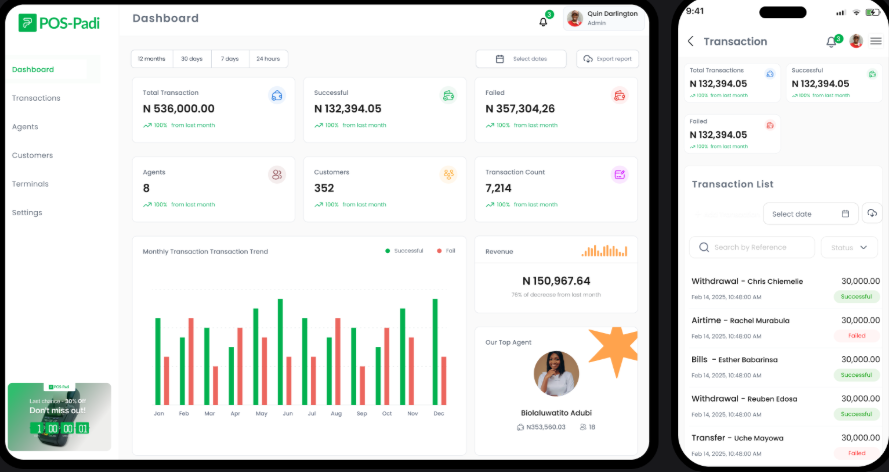 POS-Padi
Dashboard
Transactions
Agents
Customers
Terminals
Settings
POS-Padi
Last chance - 30% Off
Don't miss out!
1 : 00 : 00 : 01
Dashboard
3
Quin Darlington
Admin
12 months
30 days
7 days
24 hours
Select dates
Export report
Total Transaction
N 536,000.00
100% from last month
Successful
N 132,394.05
100% from last month
Failed
N 357,304,26
100% from last month
Agents
8
100% from last month
Customers
352
100% from last month
Transaction Count
7,214
100% from last month
Monthly Transaction Transaction Trend
Successful
Fail
Jan
Feb
Mar
Apr
May
Jun
Jul
Aug
Sep
Oct
Nov
Dec
Revenue
N 150,967.64
75% of decrease from last month
Our Top Agent
Biolaluwatito Adubi
N353,560.03
18
9:41
Transaction
3
Total Transactions
N 132,394.05
100% from last month
Successful
N 132,394.05
100% from last month
Failed
N 132,394.05
100% from last month
Transaction List
Select date
Search by Reference
Status
Withdrawal - Chris Chiemelie
30,000.00
Feb 14, 2025, 10:48:00 AM
Successful
Airtime - Rachel Murabula
30,000.00
Feb 14, 2025, 10:48:00 AM
Failed
Bills - Esther Babarinsa
30,000.00
Feb 14, 2025, 10:48:00 AM
Successful
Withdrawal - Reuben Edosa
30,000.00
Feb 14, 2025, 10:48:00 AM
Successful
Transfer - Uche Mayowa
30,000.00
Feb 14, 2025, 10:48:00 AM
Failed